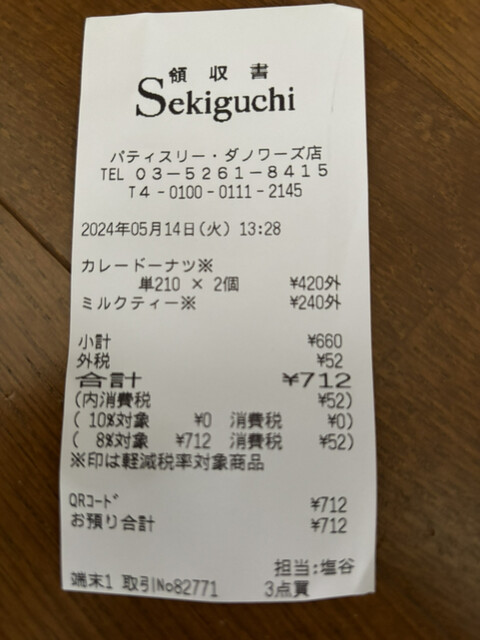 領収書
Sekiguchi
パティスリー・ダノワーズ店
TEL 03-5261-8415
T4-0100-0111-2145
2024年05月14日(火) 13:28
カレードーナツ※
単210 × 2個 ¥420外
ミルクティー※ ¥240外
小計 ¥660
外税 ¥52
合計 ¥712
(内消費税 ¥52)
( 10%対象 ¥0 消費税 ¥0)
( 8%対象 ¥712 消費税 ¥52)
※印は軽減税率対象商品
QRコード ¥712
お預り合計 ¥712
担当:塩谷
端末1 取引No82771 3点買